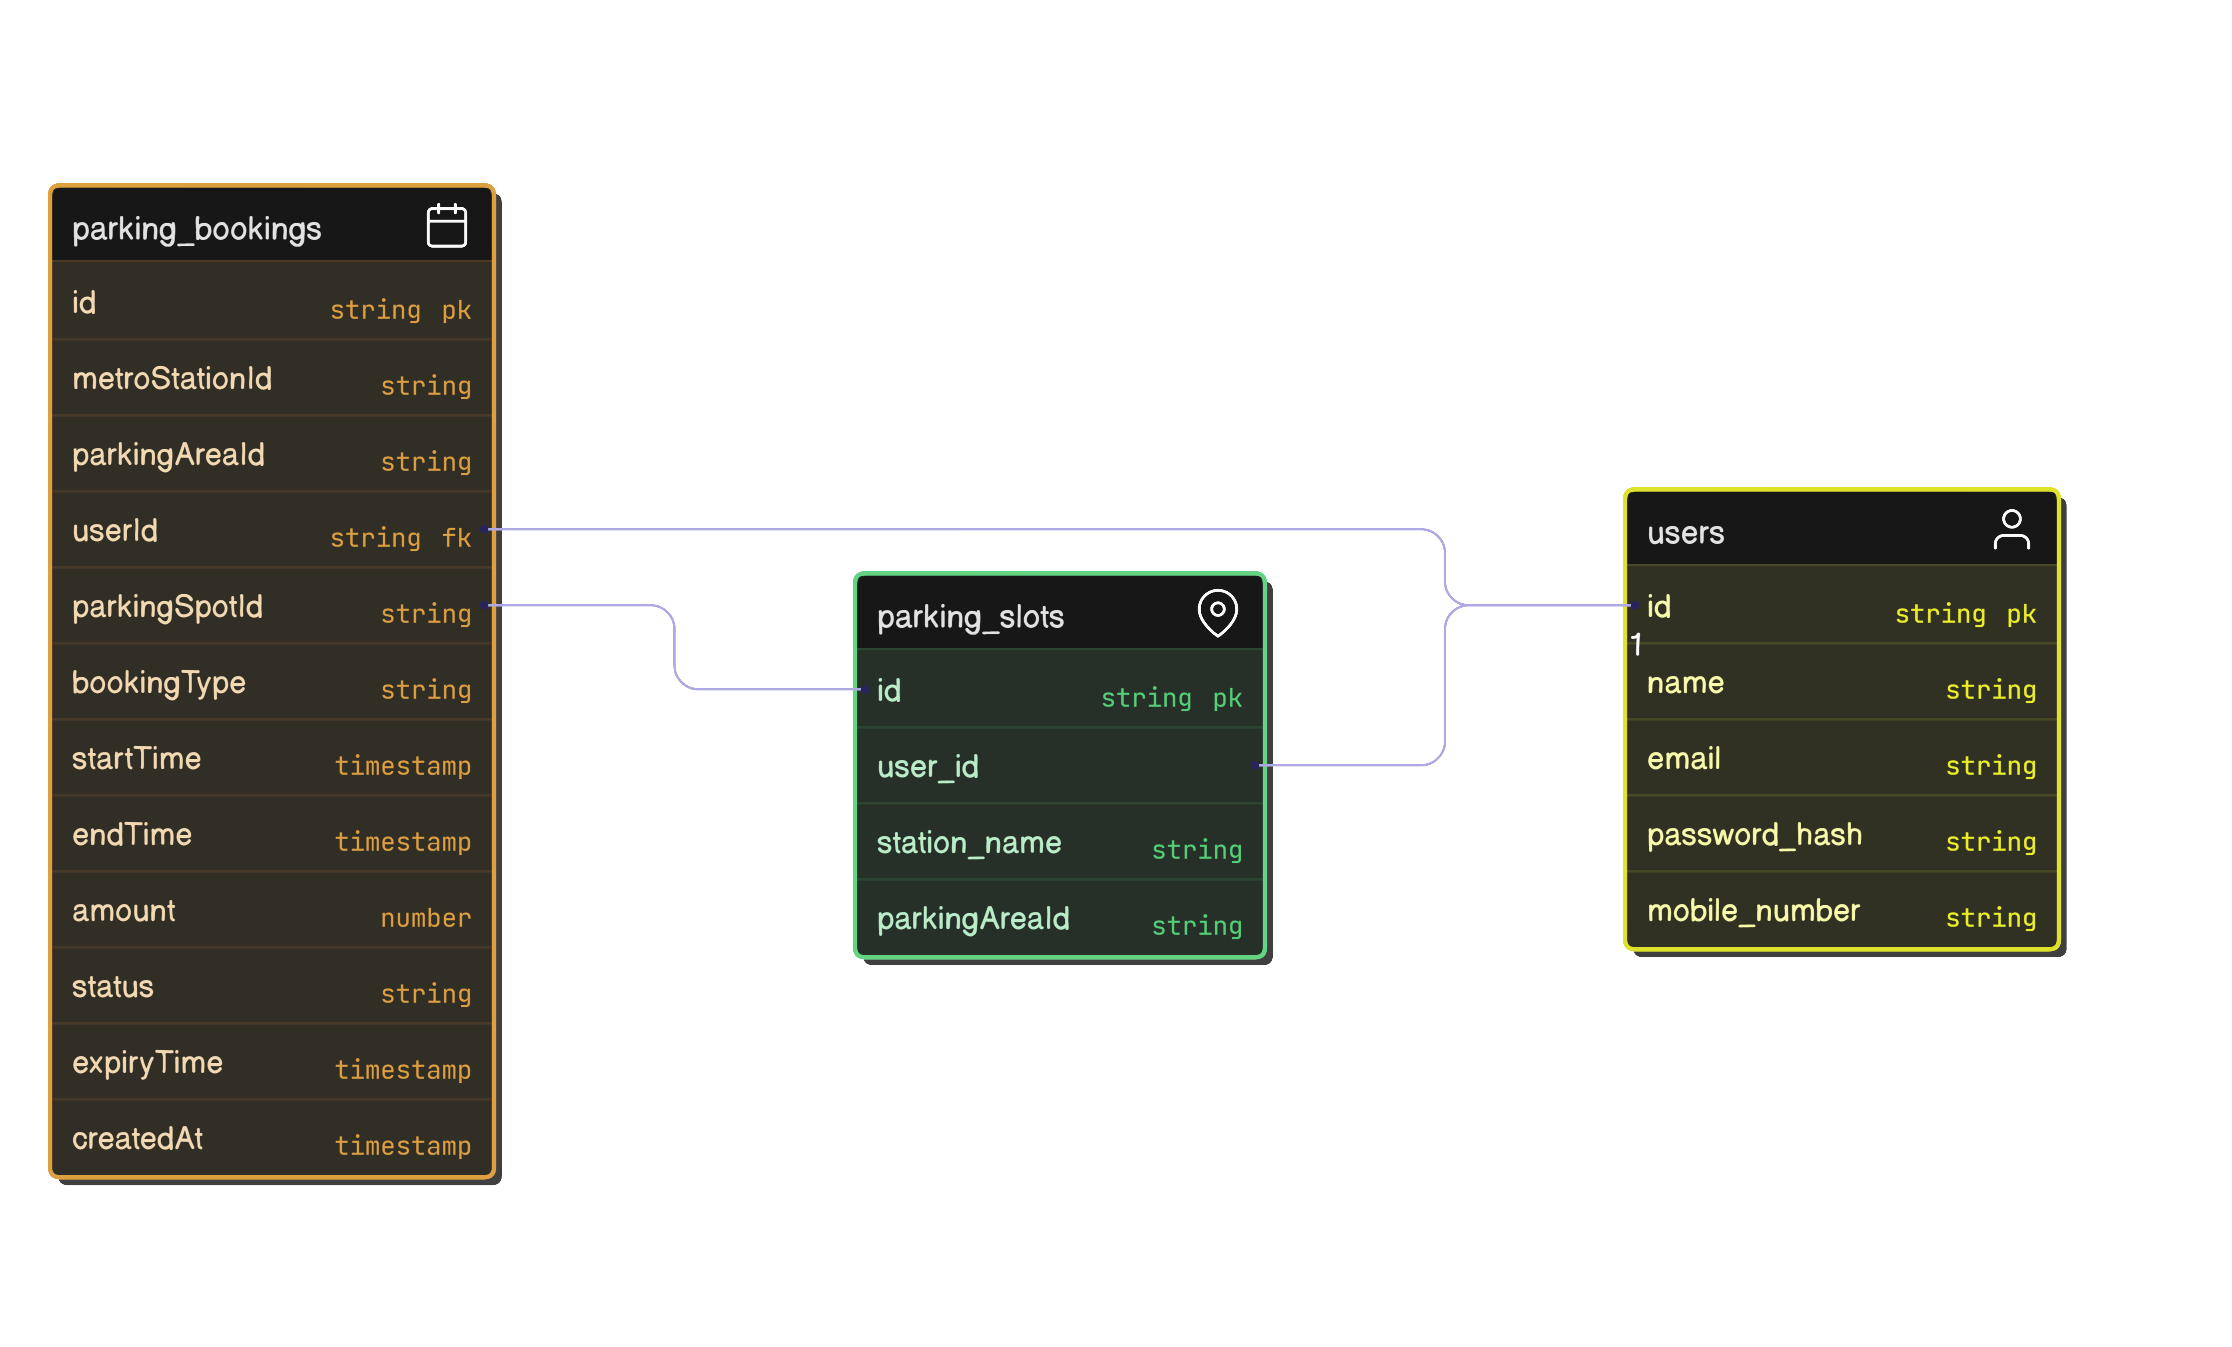 parking_bookings
id string pk
metroStationId string
parkingAreaId string
userId string fk
parkingSpotId string
bookingType string
startTime timestamp
endTime timestamp
amount number
status string
expiryTime timestamp
createdAt timestamp
parking_slots
id string pk
user_id
station_name string
parkingAreaId string
users
id string pk
1
name string
email string
password_hash string
mobile_number string